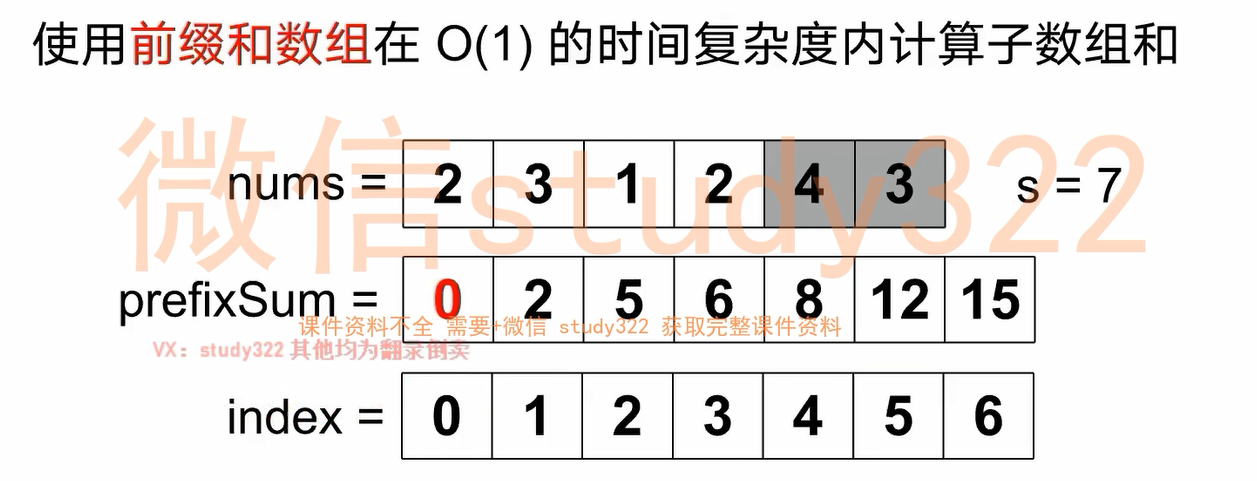 使用前缀和数组在 O(1) 的时间复杂度内计算子数组和
微信study322
nums = 2 3 1 2 4 3 s = 7
prefixSum = 0 2 5 6 8 12 15
课件资料不全 需要+微信 study322 获取完整课件资料
VX：study322 其他均为翻录倒卖
index = 0 1 2 3 4 5 6